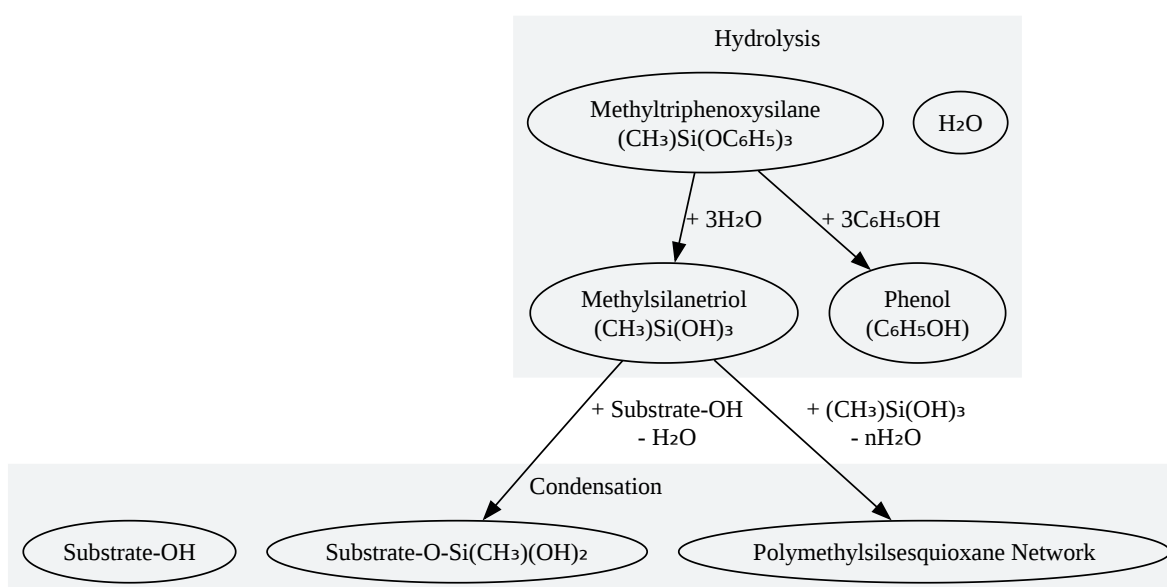 Hydrolysis
Methyltriphenoxysilane
(CH₃)Si(OC₆H₅)₃
H₂O
+ 3H₂O
+ 3C₆H₅OH
Methylsilanetriol
(CH₃)Si(OH)₃
Phenol
(C₆H₅OH)
+ Substrate-OH
- H₂O
+ (CH₃)Si(OH)₃
- nH₂O
Condensation
Substrate-OH
Substrate-O-Si(CH₃)(OH)₂
Polymethylsilsesquioxane Network